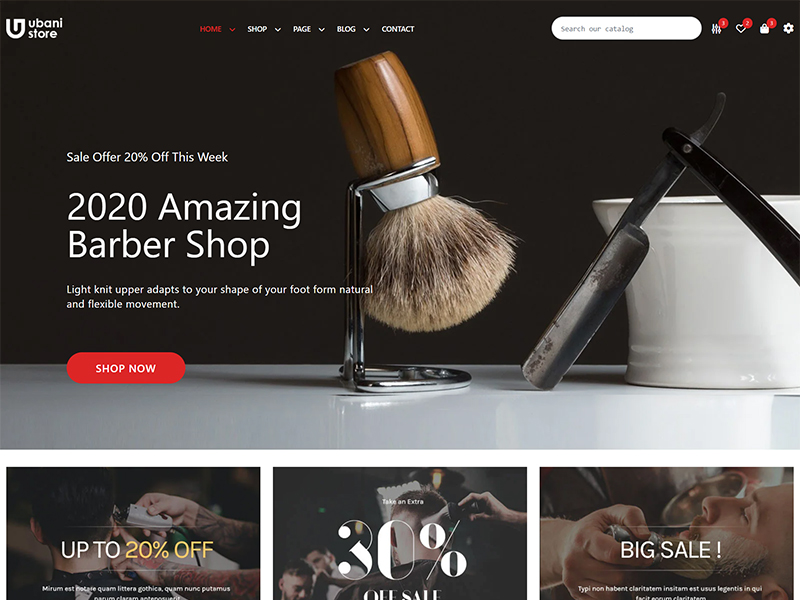 ubani
store
HOME
SHOP
PAGE
BLOG
CONTACT
Search our catalog
3
2
3
Sale Offer 20% Off This Week
2020 Amazing
Barber Shop
Light knit upper adapts to your shape of your foot form natural
and flexible movement.
SHOP NOW
UP TO 20% OFF
Mirum est notare quam littera gothica, quam nunc putamus
parum claram anteposuerit
Take an Extra
30%
OFF SALE
BIG SALE !
Typi non habent claritatem insitam est usus legentis in qui
facit eorum claritatem